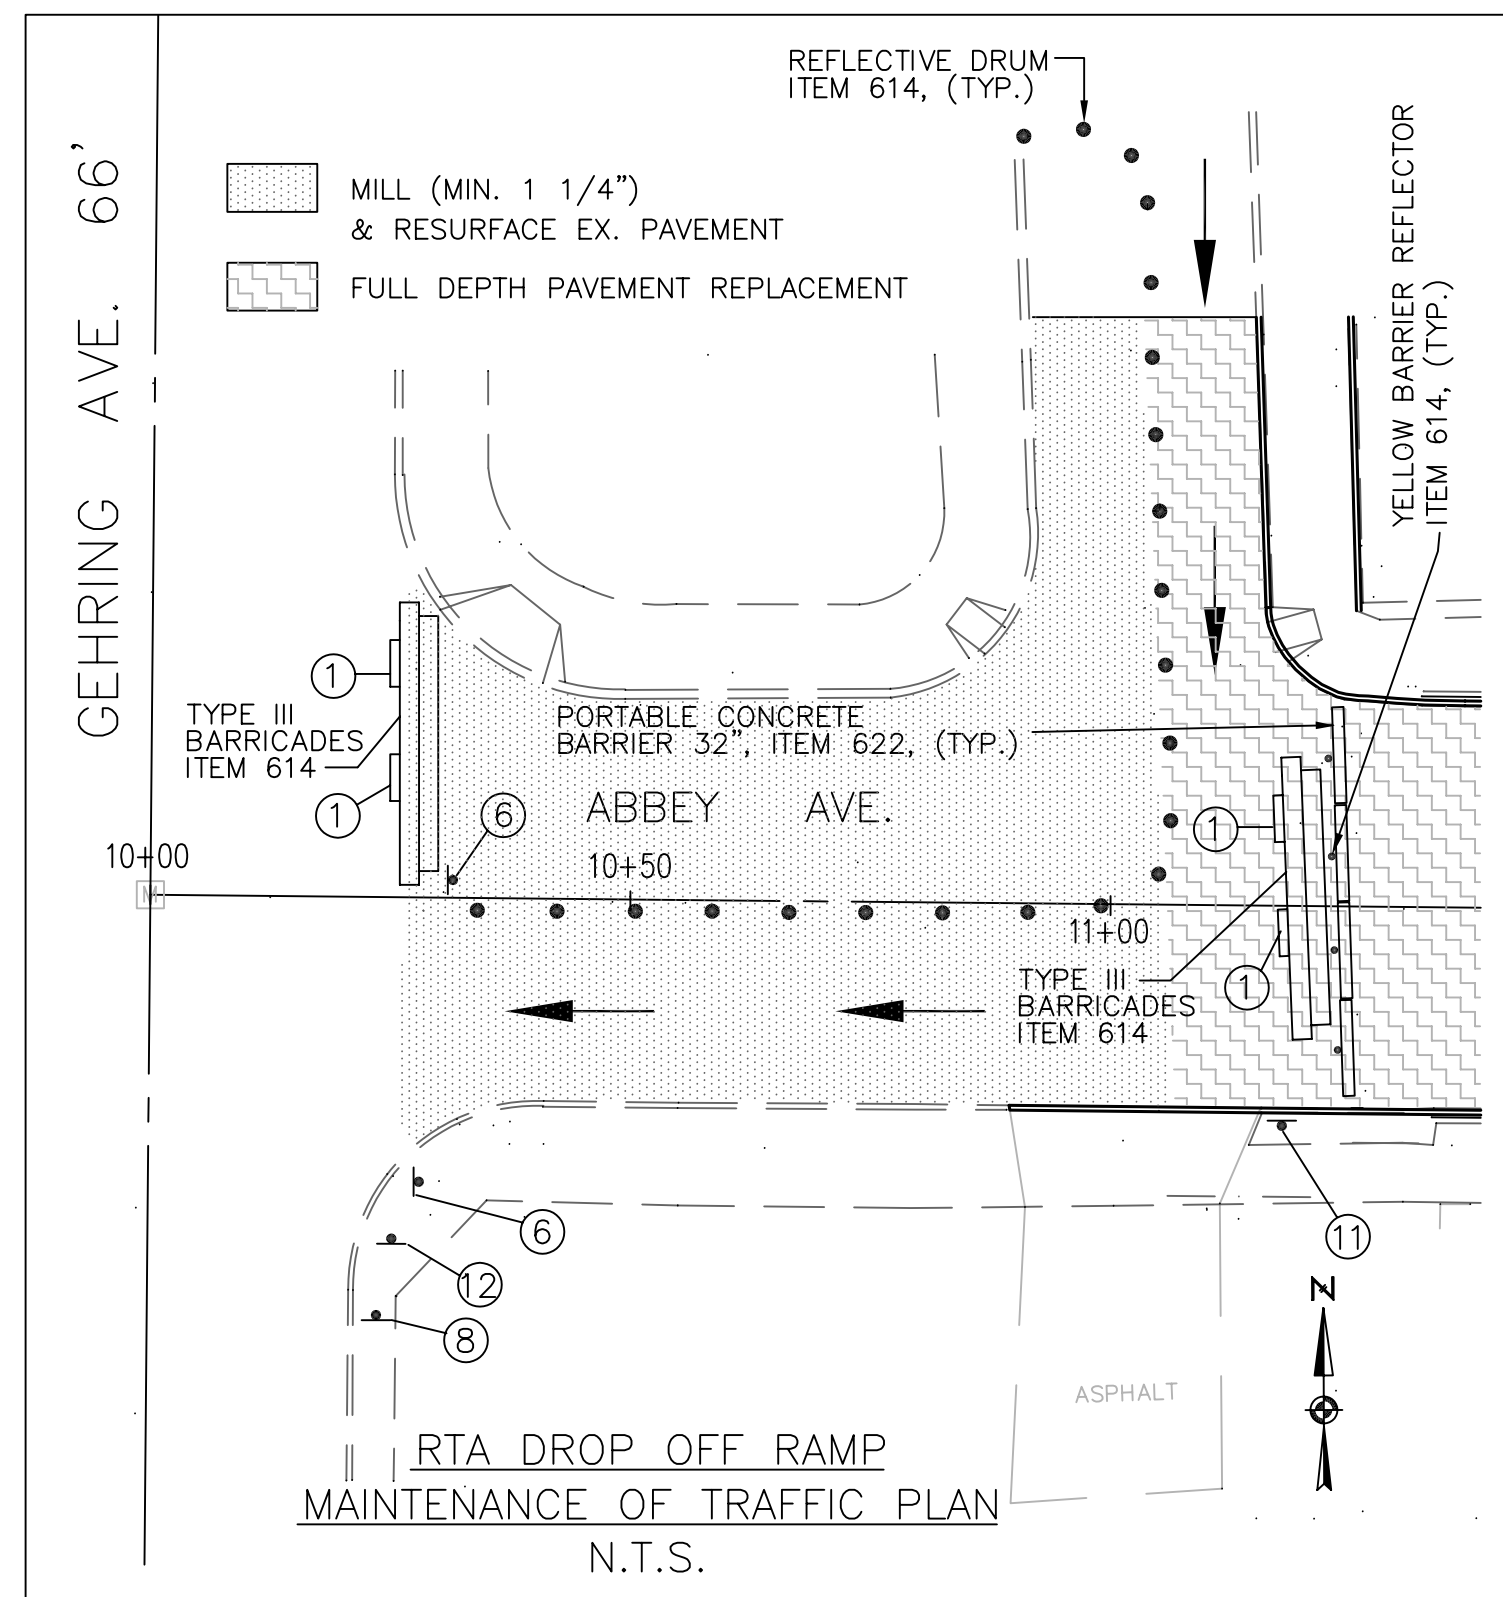 REFLECTIVE DRUM
ITEM 614, (TYP.)
GEHRING AVE. 66'
MILL (MIN. 1 1/4")
& RESURFACE EX. PAVEMENT
FULL DEPTH PAVEMENT REPLACEMENT
YELLOW BARRIER REFLECTOR
ITEM 614, (TYP.)
1
TYPE III
BARRICADES
ITEM 614
1
PORTABLE CONCRETE
BARRIER 32", ITEM 622, (TYP.)
6
ABBEY AVE.
1
10+00
M
10+50
11+00
TYPE III
BARRICADES
ITEM 614
1
6
11
12
8
N
ASPHALT
RTA DROP OFF RAMP
MAINTENANCE OF TRAFFIC PLAN
N.T.S.